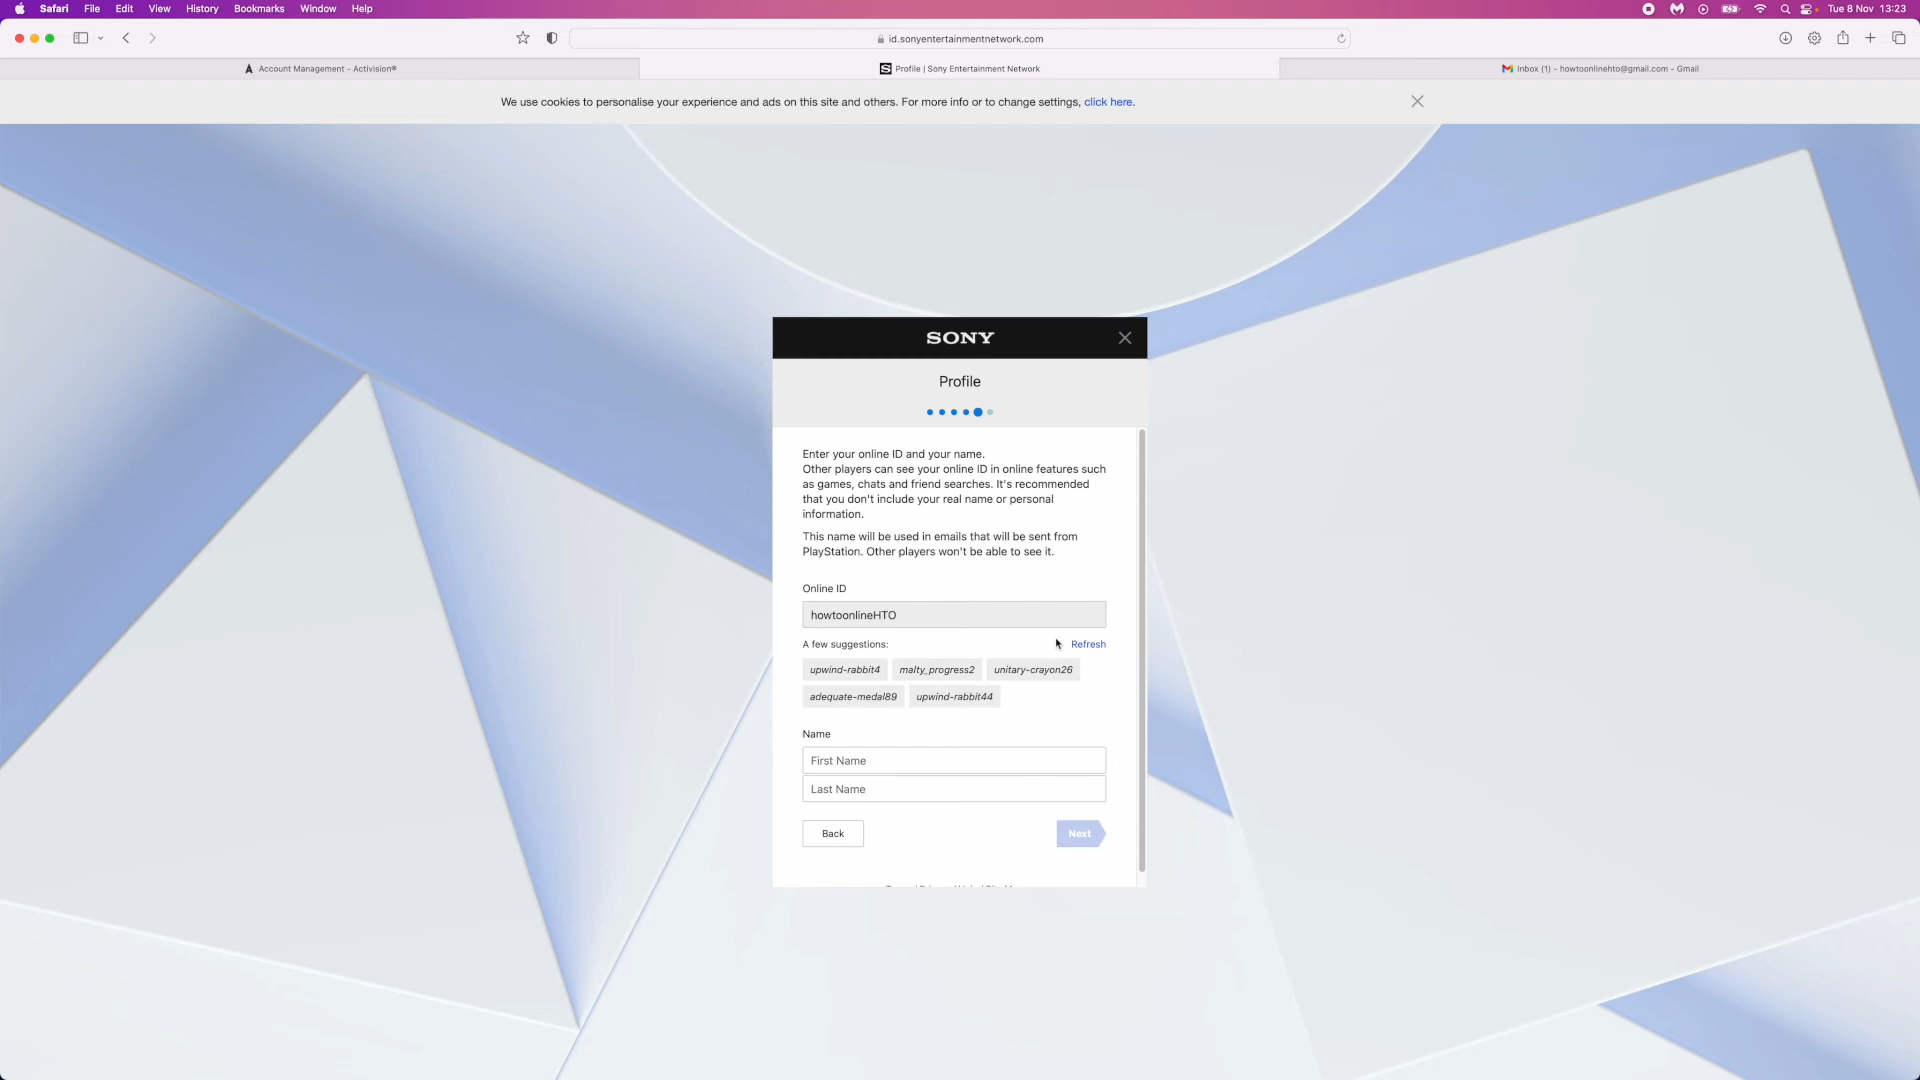 Safari File Edit View History Bookmarks Window Help Tue 8 Nov 13:23
id.sonyentertainmentnetwork.com
Account Management - Activision® Profile | Sony Entertainment Network Inbox (1) - howtoonlinehto@gmail.com - Gmail
We use cookies to personalise your experience and ads on this site and others. For more info or to change settings, click here.
SONY
Profile
Enter your online ID and your name.
Other players can see your online ID in online features such
as games, chats and friend searches. It's recommended
that you don't include your real name or personal
information.
This name will be used in emails that will be sent from
PlayStation. Other players won't be able to see it.
Online ID
howtoonlineHTO
A few suggestions: Refresh
upwind-rabbit4 malty_progress2 unitary-crayon26
adequate-medal89 upwind-rabbit44
Name
First Name
Last Name
Back Next